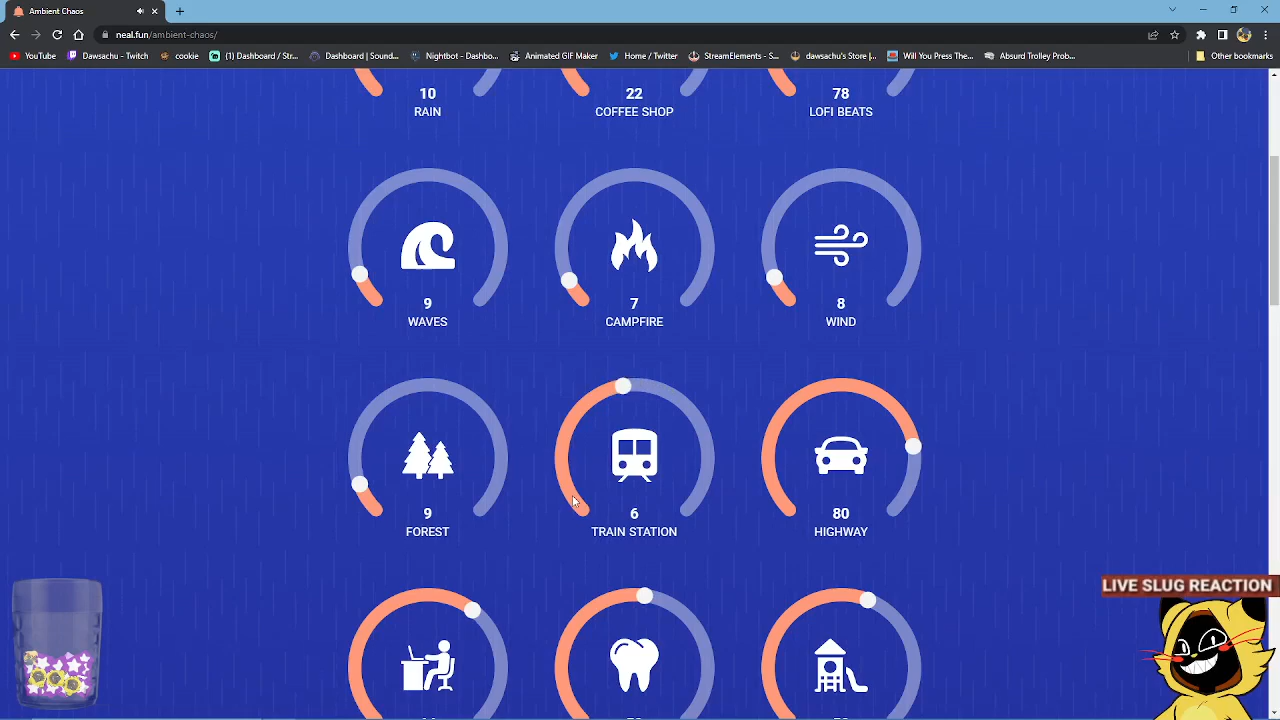 Ambient Chaos
neal.fun/ambient-chaos/
YouTube
Dawsachu - Twitch
cookie
(1) Dashboard / Str...
Dashboard | Sound...
Nightbot - Dashbo...
Animated GIF Maker
Home / Twitter
StreamElements - S...
dawsachu's Store |...
Will You Press The...
Absurd Trolley Prob...
Other bookmarks
10
RAIN
22
COFFEE SHOP
78
LOFI BEATS
9
WAVES
7
CAMPFIRE
8
WIND
9
FOREST
6
TRAIN STATION
80
HIGHWAY
LIVE SLUG REACTION